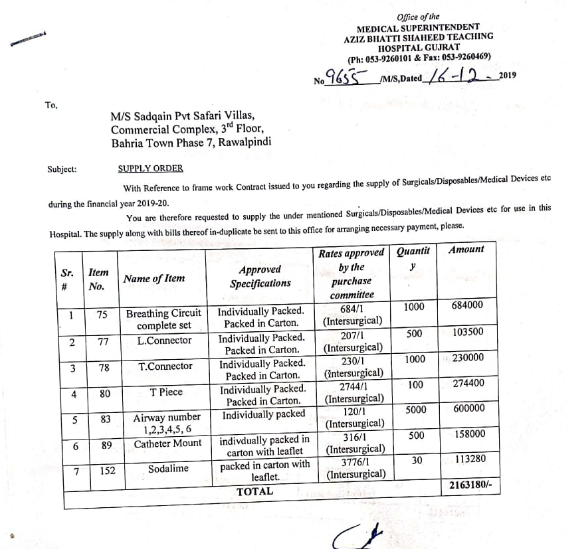 Office of the
MEDICAL SUPERINTENDENT
AZIZ BHATTI SHAHEED TEACHING
HOSPITAL GUJRAT
(Ph: 053-9260101 & Fax: 053-9260469)
No 9655 /M/S,Dated 16-12- 2019
To,
M/S Sadqain Pvt Safari Villas,
Commercial Complex, 3rd Floor,
Bahria Town Phase 7, Rawalpindi
Subject: SUPPLY ORDER
With Reference to frame work Contract issued to you regarding the supply of Surgicals/Disposables/Medical Devices etc
during the financial year 2019-20.
You are therefore requested to supply the under mentioned Surgicals/Disposables/Medical Devices etc for use in this
Hospital. The supply along with bills thereof in-duplicate be sent to this office for arranging necessary payment, please.
Sr. # Item No. Name of Item Approved Specifications Rates approved by the purchase committee Quantit y Amount
1 75 Breathing Circuit complete set Individually Packed. Packed in Carton. 684/1 (Intersurgical) 1000 684000
2 77 L.Connector Individually Packed. Packed in Carton. 207/1 (Intersurgical) 500 103500
3 78 T.Connector Individually Packed. Packed in Carton. 230/1 (Intersurgical) 1000 230000
4 80 T Piece Individually Packed. Packed in Carton. 2744/1 (Intersurgical) 100 274400
5 83 Airway number 1,2,3,4,5, 6 Individually packed 120/1 (Intersurgical) 5000 600000
6 89 Catheter Mount indivdually packed in carton with leaflet 316/1 (Intersurgical) 500 158000
7 152 Sodalime packed in carton with leaflet. 3776/1 (Intersurgical) 30 113280
TOTAL 2163180/-